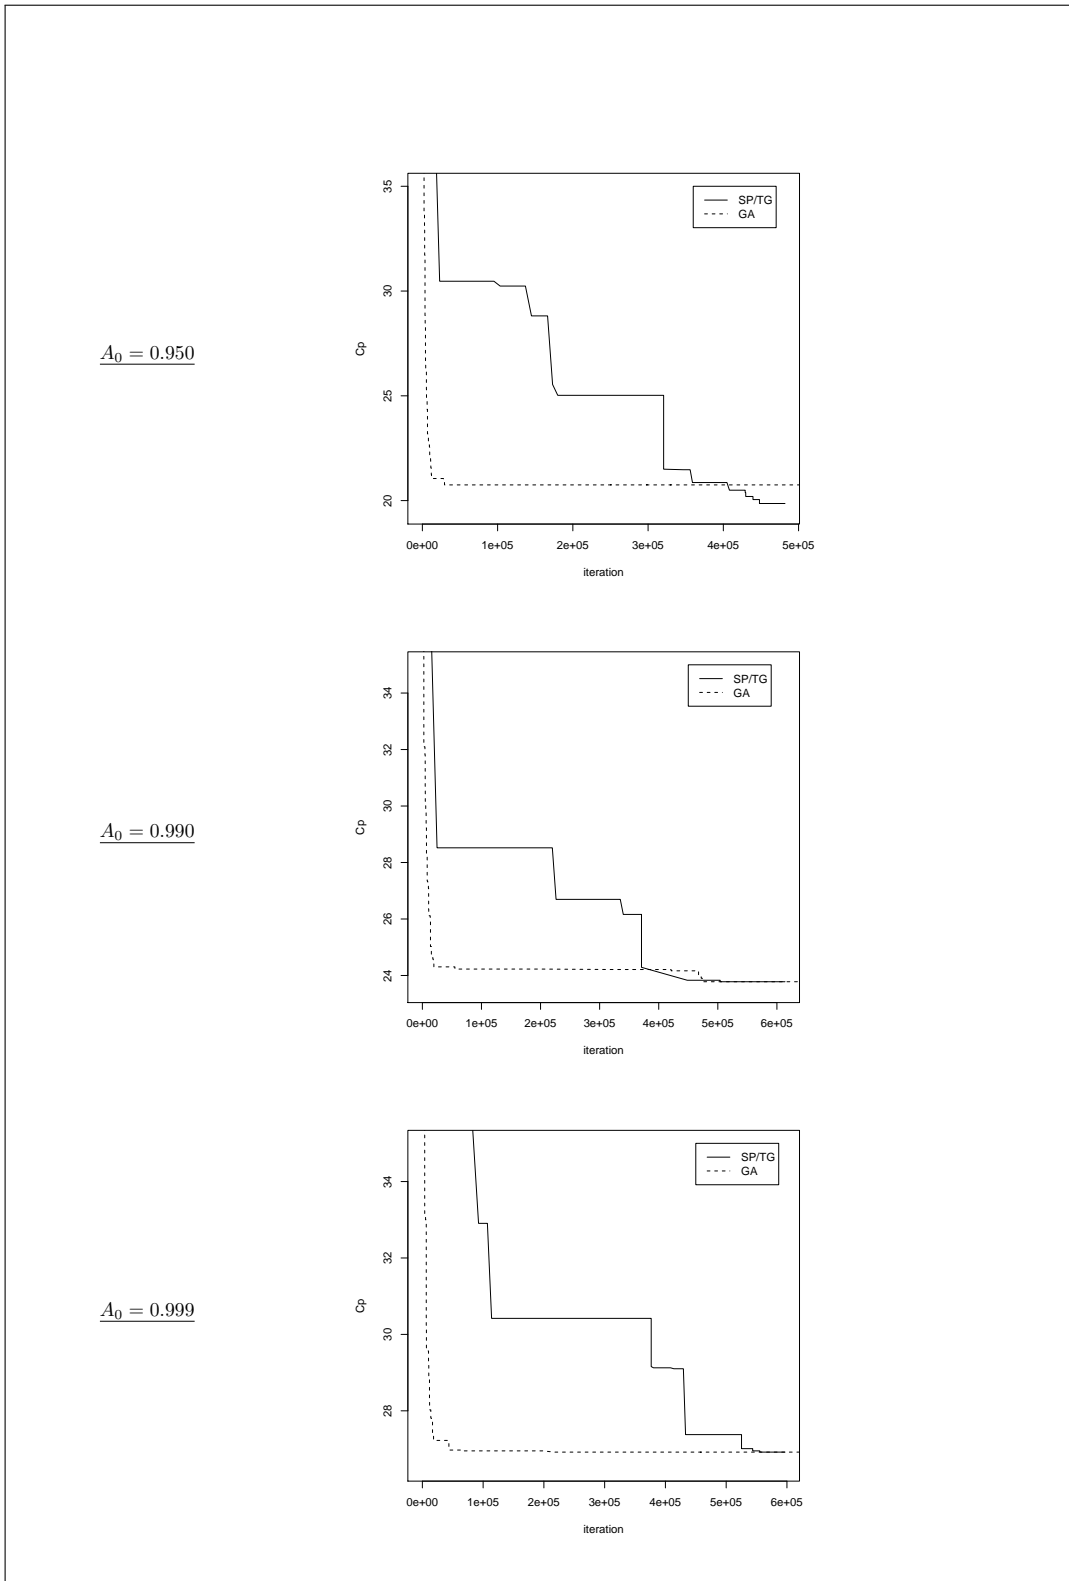 35
SP/TG
GA
30
Cp
25
20
0e+00 1e+05 2e+05 3e+05 4e+05 5e+05
iteration
A₀ = 0.950
34
SP/TG
GA
32
30
Cp
28
26
24
0e+00 1e+05 2e+05 3e+05 4e+05 5e+05 6e+05
iteration
A₀ = 0.990
34
SP/TG
GA
32
Cp
30
28
0e+00 1e+05 2e+05 3e+05 4e+05 5e+05 6e+05
iteration
A₀ = 0.999